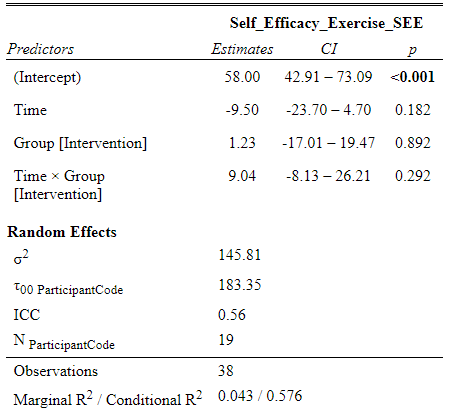 Self_Efficacy_Exercise_SEE
Predictors Estimates CI p
(Intercept) 58.00 42.91 – 73.09 <0.001
Time -9.50 -23.70 – 4.70 0.182
Group [Intervention] 1.23 -17.01 – 19.47 0.892
Time × Group 9.04 -8.13 – 26.21 0.292
[Intervention]
Random Effects
σ² 145.81
τ₀₀ ParticipantCode 183.35
ICC 0.56
N ParticipantCode 19
Observations 38
Marginal R² / Conditional R² 0.043 / 0.576